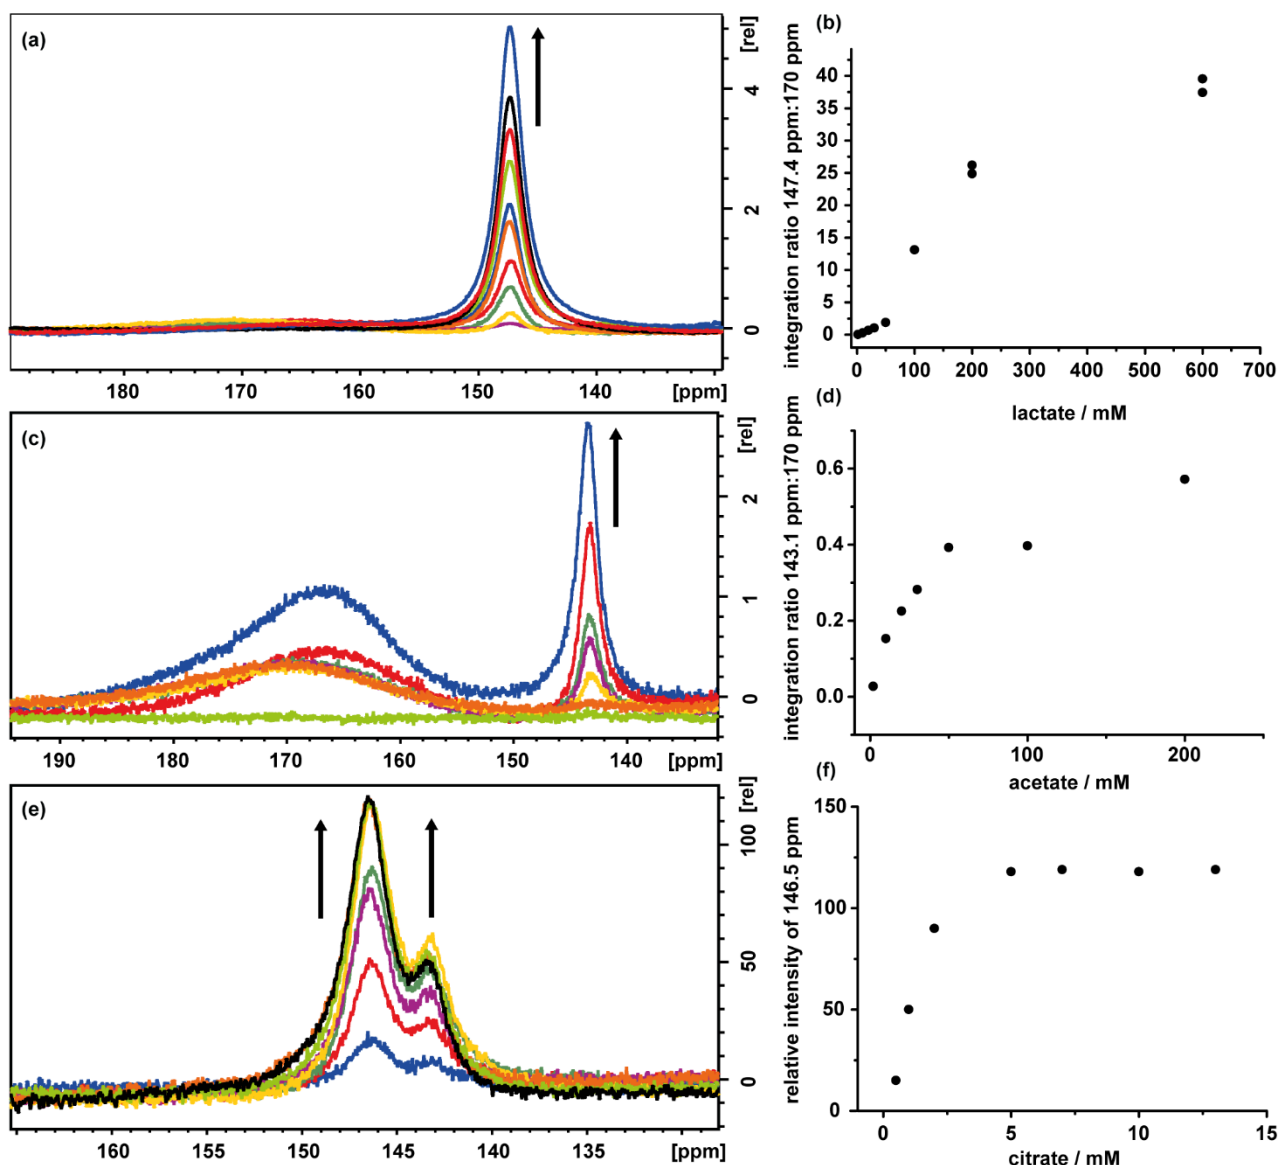 (a)
[rel]
4
2
0
180 170 160 150 140 [ppm]
(b)
integration ratio 147.4 ppm:170 ppm
40
35
30
25
20
15
10
5
0
0 100 200 300 400 500 600 700
lactate / mM
(c)
[rel]
2
1
0
190 180 170 160 150 140 [ppm]
(d)
integration ratio 143.1 ppm:170 ppm
0.6
0.4
0.2
0.0
0 100 200
acetate / mM
(e)
[rel]
100
50
0
160 155 150 145 140 135 [ppm]
(f)
relative intensity of 146.5 ppm
150
100
50
0
0 5 10 15
citrate / mM